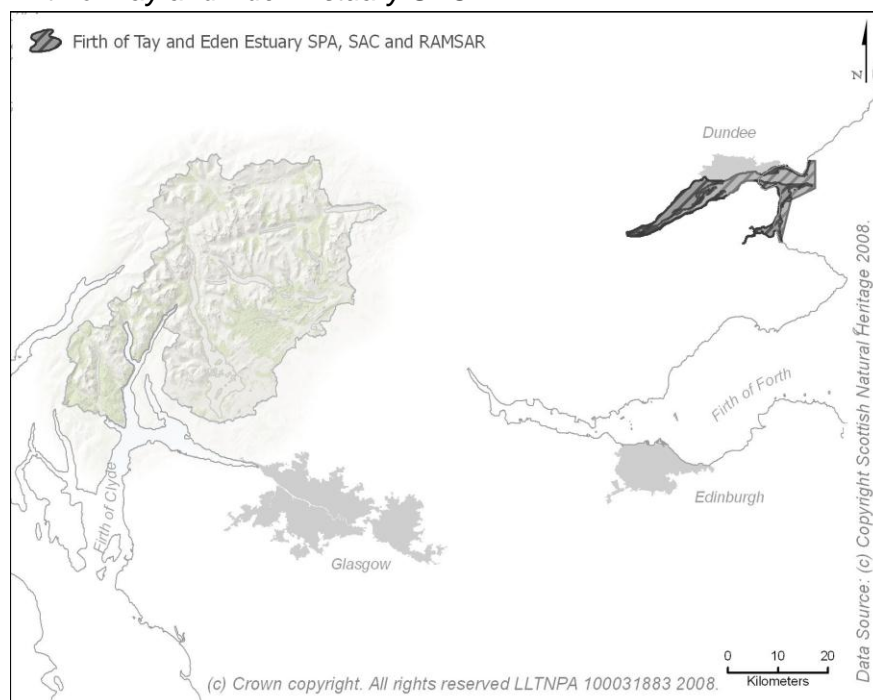 Firth of Tay and Eden Estuary SPA, SAC and RAMSAR
N
Dundee
Firth of Forth
Edinburgh
Firth of Clyde
Glasgow
0 10 20
Kilometers
(c) Crown copyright. All rights reserved LLTNPA 100031883 2008.
Data Source: (c) Copyright Scottish Natural Heritage 2008.